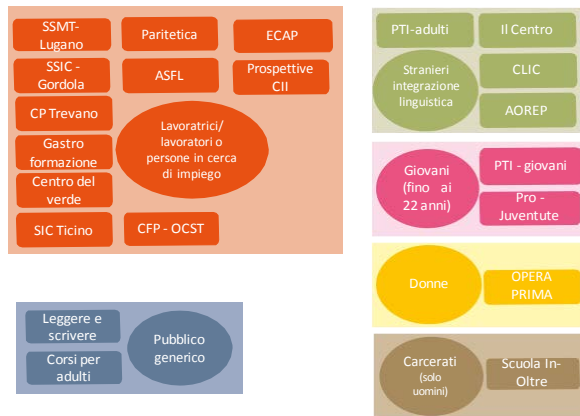 SSMT-
Lugano
Paritetica
ECAP
SSIC -
Gordola
ASFL
Prospettive
CII
CP Trevano
Lavoratrici/
lavoratori o
persone in cerca
di impiego
Gastro
formazione
Centro del
verde
SIC Ticino
CFP - OCST
PTI-adulti
Il Centro
Stranieri
integrazione
linguistica
CLIC
AOREP
Giovani
(fino ai
22 anni)
PTI - giovani
Pro -
Juventute
Donne
OPERA
PRIMA
Leggere e
scrivere
Corsi per
adulti
Pubblico
generico
Carcerati
(solo
uomini)
Scuola In-
Oltre